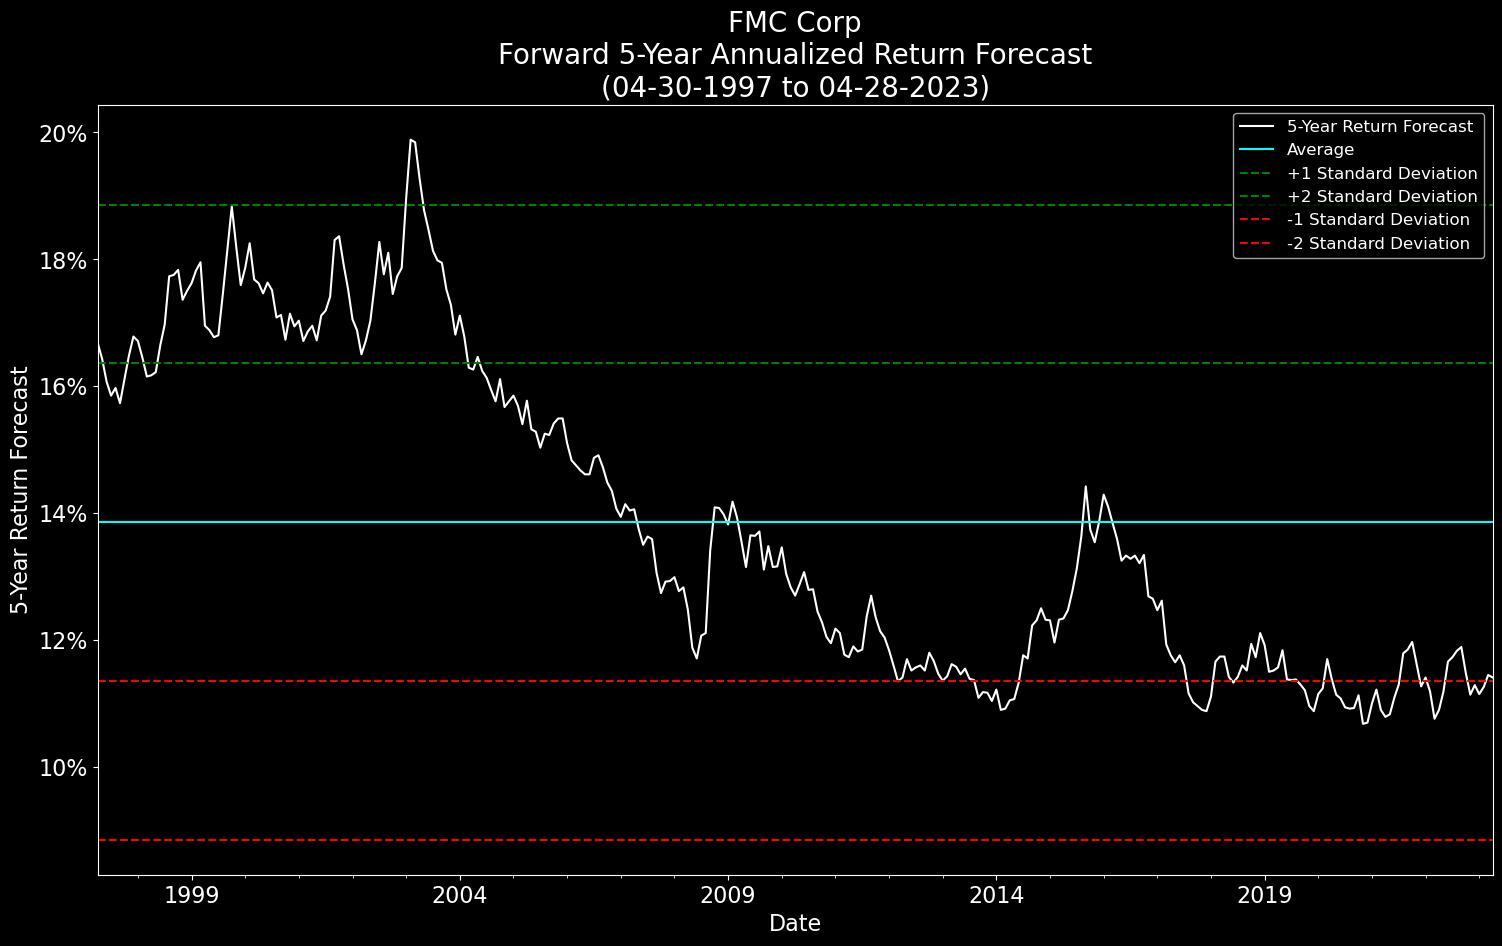 FMC Corp
Forward 5-Year Annualized Return Forecast
(04-30-1997 to 04-28-2023)
5-Year Return Forecast
20%
18%
16%
14%
12%
10%
5-Year Return Forecast
Average
+1 Standard Deviation
+2 Standard Deviation
-1 Standard Deviation
-2 Standard Deviation
1999
2004
2009
2014
2019
Date